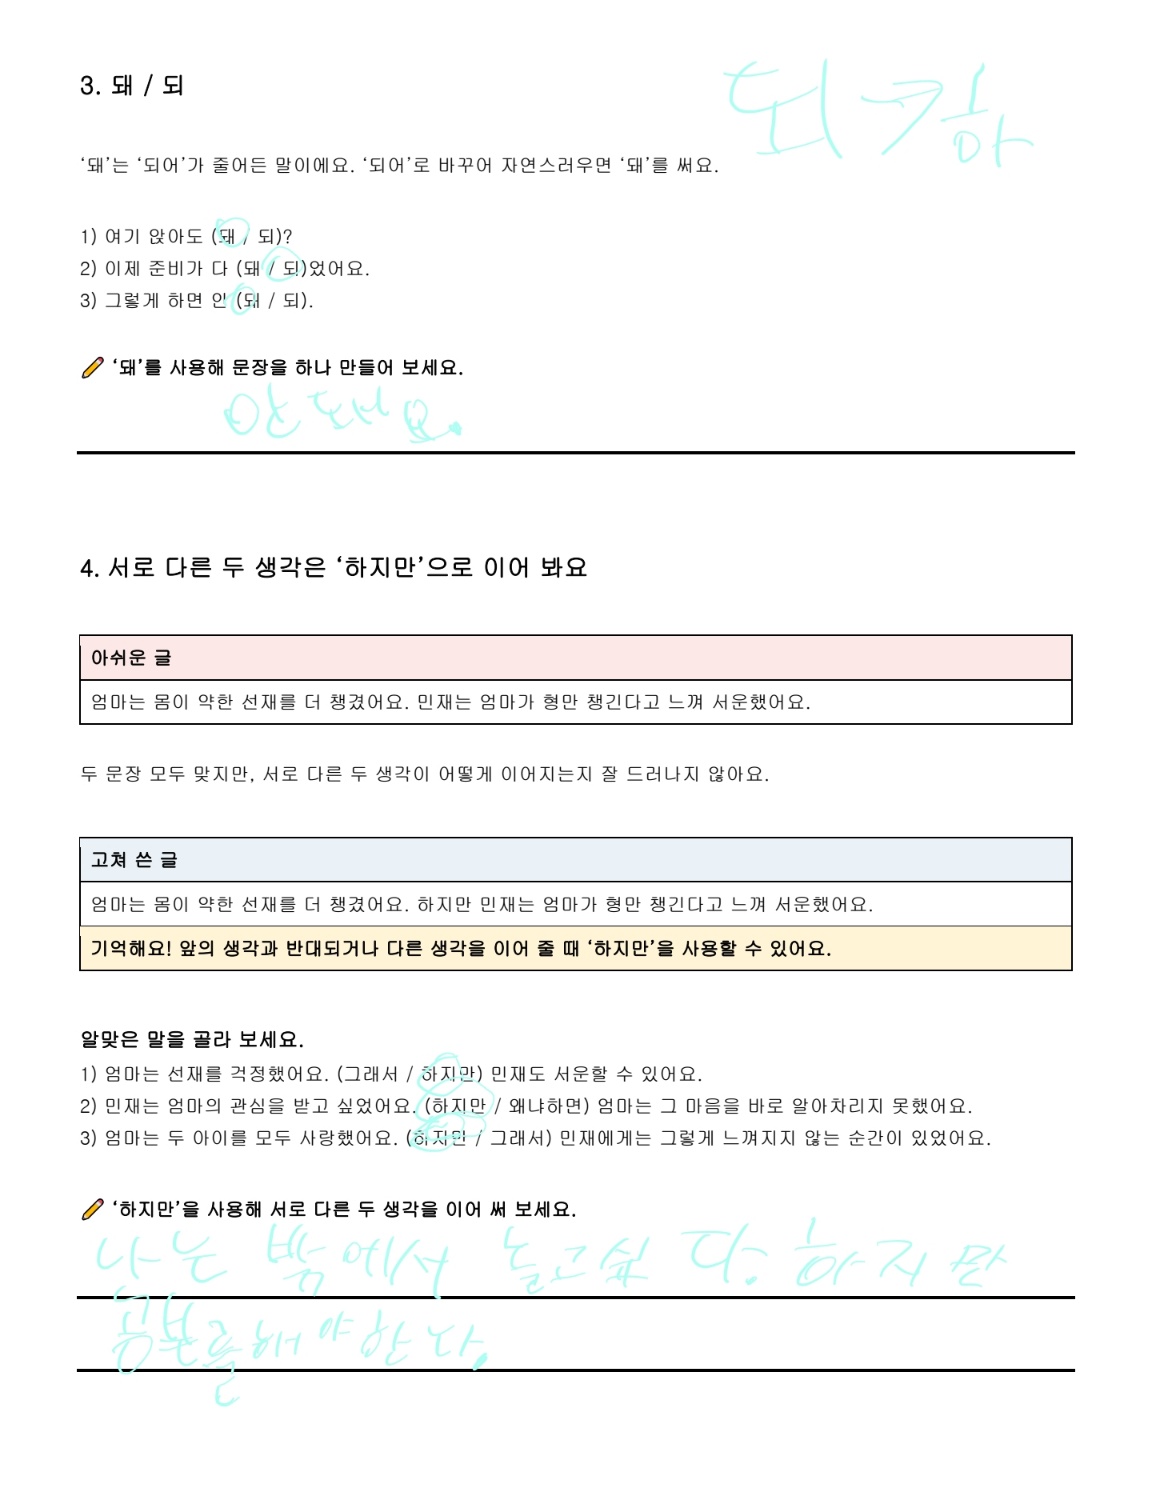 3. 돼 / 되
되 → 하
‘돼’는 ‘되어’가 줄어든 말이에요. ‘되어’로 바꾸어 자연스러우면 ‘돼’를 써요.
1) 여기 앉아도 (돼 / 되)?
2) 이제 준비가 다 (돼 / 되)었어요.
3) 그렇게 하면 안 (돼 / 되).
✏️ ‘돼’를 사용해 문장을 하나 만들어 보세요.
안 돼요.
4. 서로 다른 두 생각은 ‘하지만’으로 이어 봐요
아쉬운 글
엄마는 몸이 약한 선재를 더 챙겼어요. 민재는 엄마가 형만 챙긴다고 느껴 서운했어요.
두 문장 모두 맞지만, 서로 다른 두 생각이 어떻게 이어지는지 잘 드러나지 않아요.
고쳐 쓴 글
엄마는 몸이 약한 선재를 더 챙겼어요. 하지만 민재는 엄마가 형만 챙긴다고 느껴 서운했어요.
기억해요! 앞의 생각과 반대되거나 다른 생각을 이어 줄 때 ‘하지만’을 사용할 수 있어요.
알맞은 말을 골라 보세요.
1) 엄마는 선재를 걱정했어요. (그래서 / 하지만) 민재도 서운할 수 있어요.
2) 민재는 엄마의 관심을 받고 싶었어요. (하지만 / 왜냐하면) 엄마는 그 마음을 바로 알아차리지 못했어요.
3) 엄마는 두 아이를 모두 사랑했어요. (하지만 / 그래서) 민재에게는 그렇게 느껴지지 않는 순간이 있었어요.
✏️ ‘하지만’을 사용해 서로 다른 두 생각을 이어 써 보세요.
나는 밖에서 놀고싶다. 하지만
공부를해야한다.